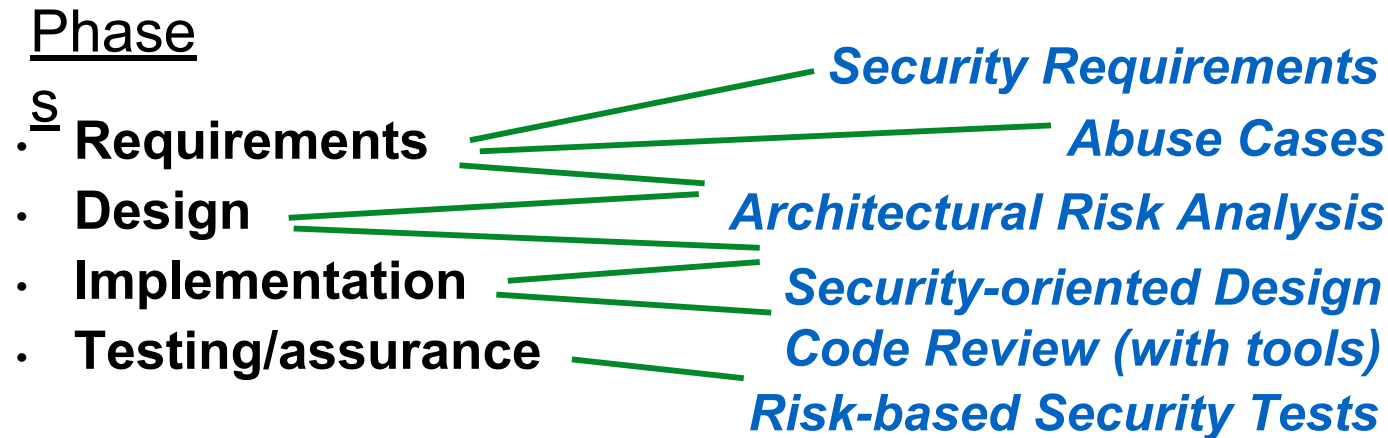 Phase
s
• Requirements
• Design
• Implementation
• Testing/assurance
Security Requirements
Abuse Cases
Architectural Risk Analysis
Security-oriented Design
Code Review (with tools)
Risk-based Security Tests